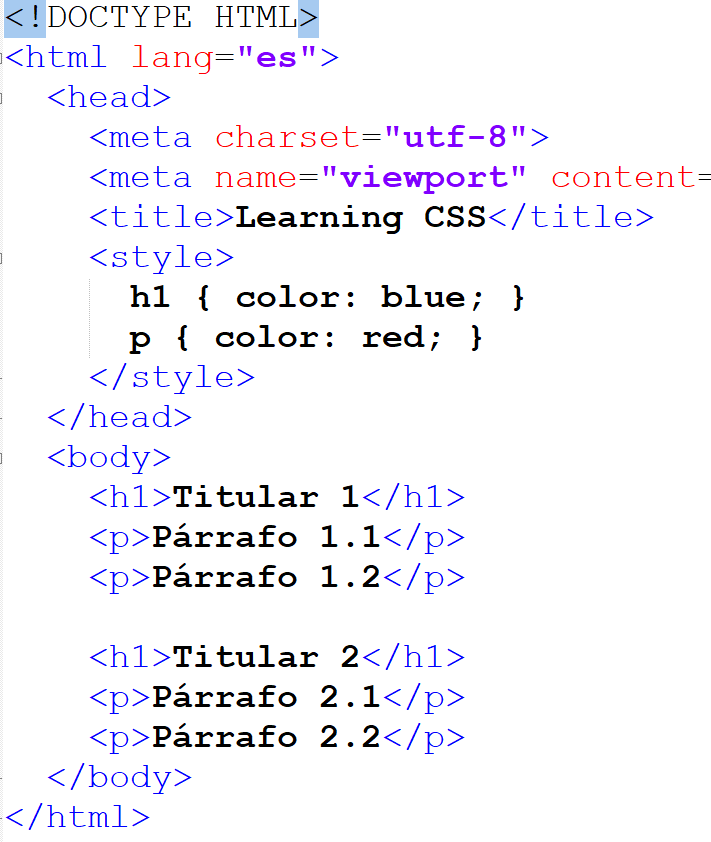 <!DOCTYPE HTML>
<html lang="es">
<head>
<meta charset="utf-8">
<meta name="viewport" content=
<title>Learning CSS</title>
<style>
h1 { color: blue; }
p { color: red; }
</style>
</head>
<body>
<h1>Titular 1</h1>
<p>Párrafo 1.1</p>
<p>Párrafo 1.2</p>
<h1>Titular 2</h1>
<p>Párrafo 2.1</p>
<p>Párrafo 2.2</p>
</body>
</html>